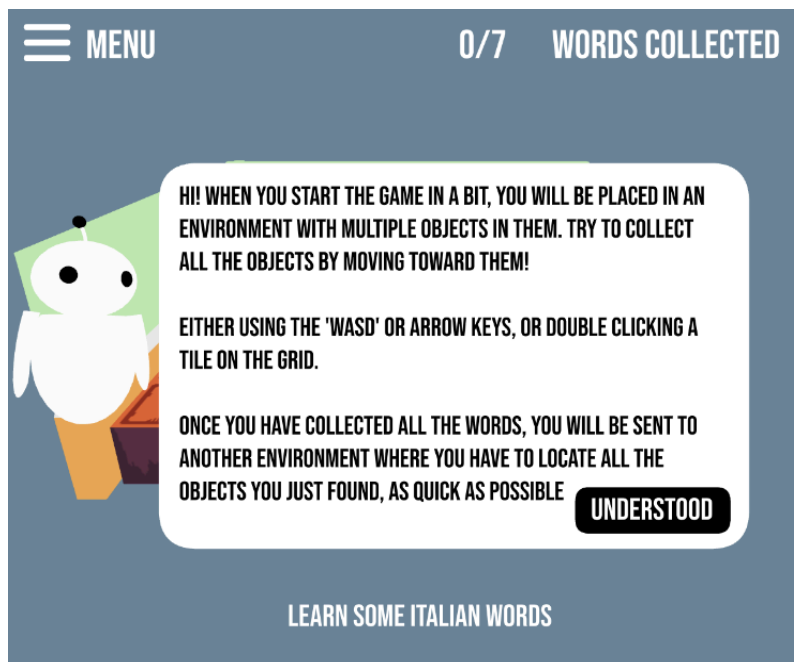 MENU
0/7 WORDS COLLECTED
HI! WHEN YOU START THE GAME IN A BIT, YOU WILL BE PLACED IN AN
ENVIRONMENT WITH MULTIPLE OBJECTS IN THEM. TRY TO COLLECT
ALL THE OBJECTS BY MOVING TOWARD THEM!
EITHER USING THE 'WASD' OR ARROW KEYS, OR DOUBLE CLICKING A
TILE ON THE GRID.
ONCE YOU HAVE COLLECTED ALL THE WORDS, YOU WILL BE SENT TO
ANOTHER ENVIRONMENT WHERE YOU HAVE TO LOCATE ALL THE
OBJECTS YOU JUST FOUND, AS QUICK AS POSSIBLE
UNDERSTOOD
LEARN SOME ITALIAN WORDS